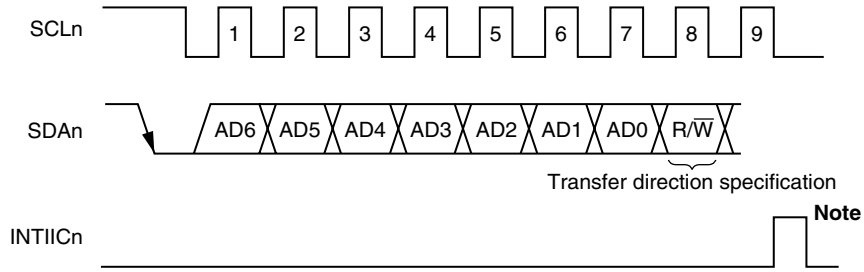 SCLn 1 2 3 4 5 6 7 8 9
SDAn AD6 AD5 AD4 AD3 AD2 AD1 AD0 R/W̅
Transfer direction specification
Note
INTIICn